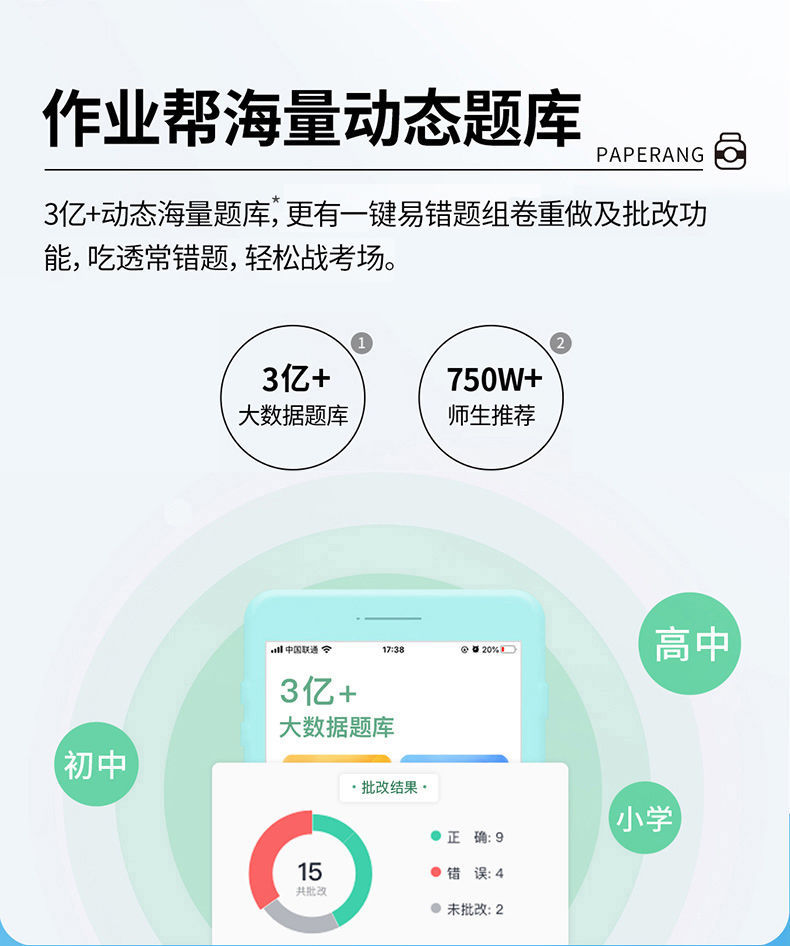 作业帮海量动态题库
PAPERANG
3亿+动态海量题库*，更有一键易错题组卷重做及批改功
能，吃透常错题，轻松战考场。
1
3亿+
大数据题库
2
750W+
师生推荐
高中
中国联通 17:38 20%
3亿+
大数据题库
初中
·批改结果·
小学
正 确: 9
15
错 误: 4
共批改
未批改: 2